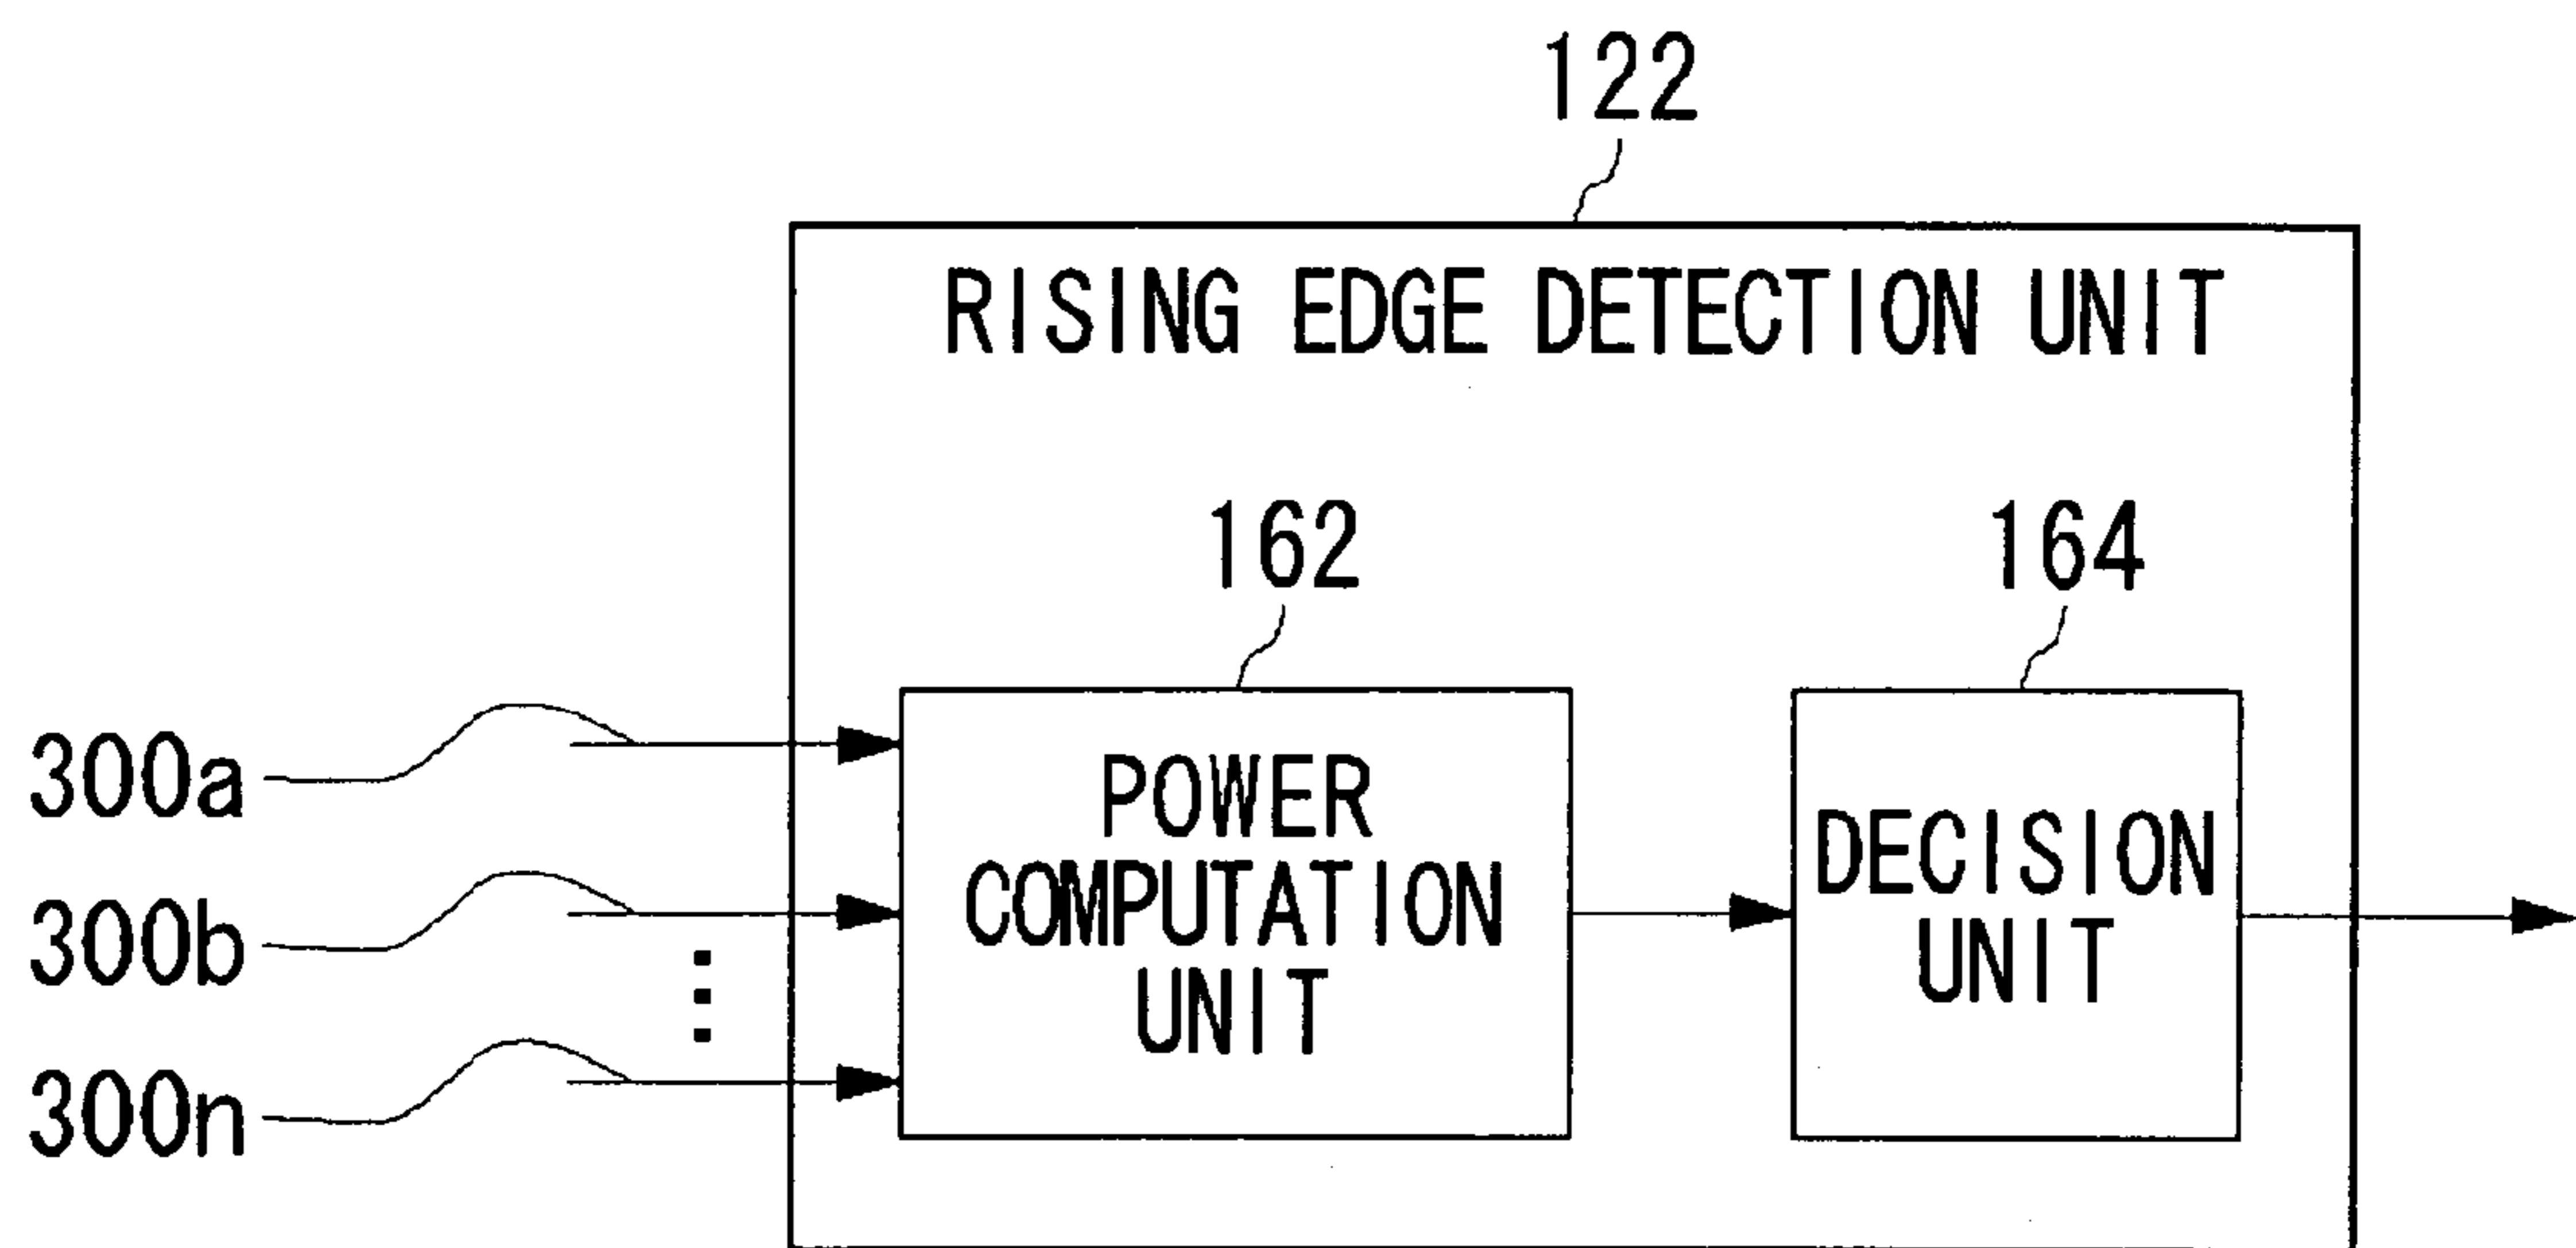 122
RISING EDGE DETECTION UNIT
162
164
300a
POWER
COMPUTATION
UNIT
DECISION
UNIT
300b
300n